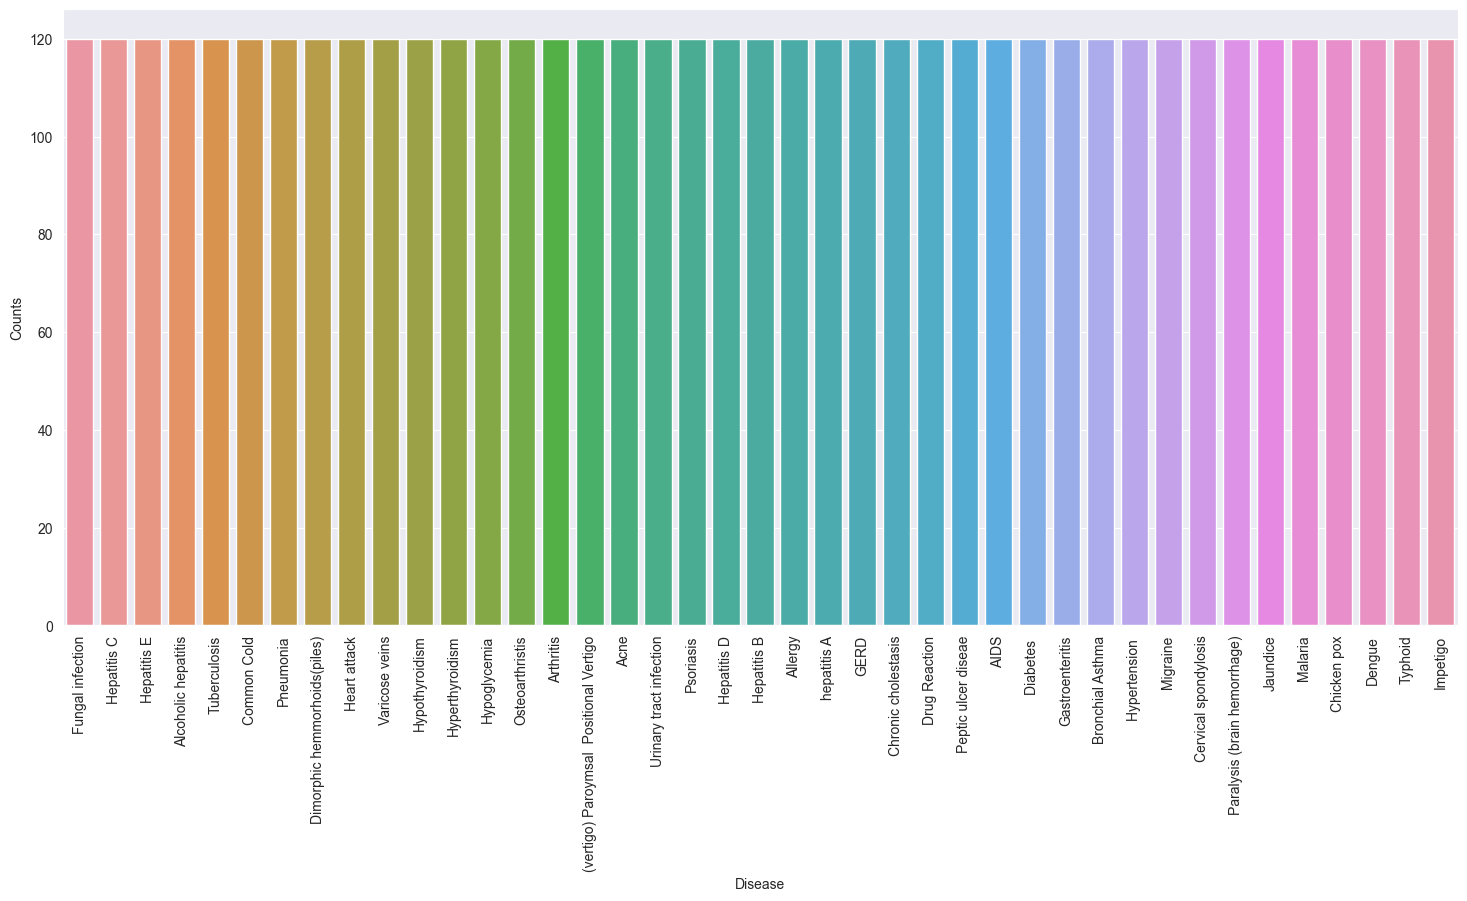 120
100
80
60
40
20
0
Counts
Fungal infection
Hepatitis C
Hepatitis E
Alcoholic hepatitis
Tuberculosis
Common Cold
Pneumonia
Dimorphic hemmorhoids(piles)
Heart attack
Varicose veins
Hypothyroidism
Hyperthyroidism
Hypoglycemia
Osteoarthristis
Arthritis
(vertigo) Paroymsal  Positional Vertigo
Acne
Urinary tract infection
Psoriasis
Hepatitis D
Hepatitis B
Allergy
hepatitis A
GERD
Chronic cholestasis
Drug Reaction
Peptic ulcer diseae
AIDS
Diabetes
Gastroenteritis
Bronchial Asthma
Hypertension
Migraine
Cervical spondylosis
Paralysis (brain hemorrhage)
Jaundice
Malaria
Chicken pox
Dengue
Typhoid
Impetigo
Disease